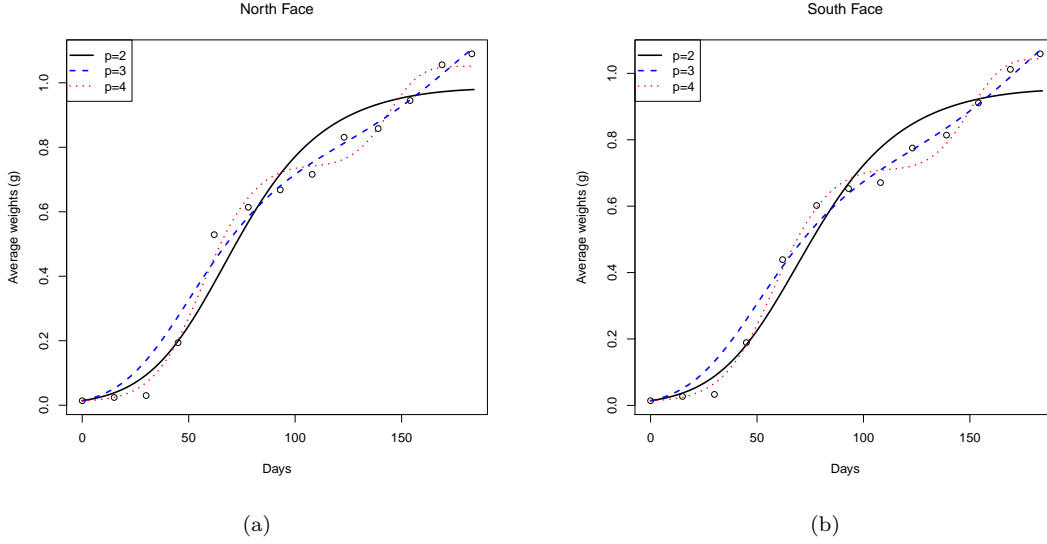 North Face
p=2
p=3
p=4
Average weights (g)
0.0
0.2
0.4
0.6
0.8
1.0
0
50
100
150
Days
(a)
South Face
p=2
p=3
p=4
Average weights (g)
0.0
0.2
0.4
0.6
0.8
1.0
0
50
100
150
Days
(b)